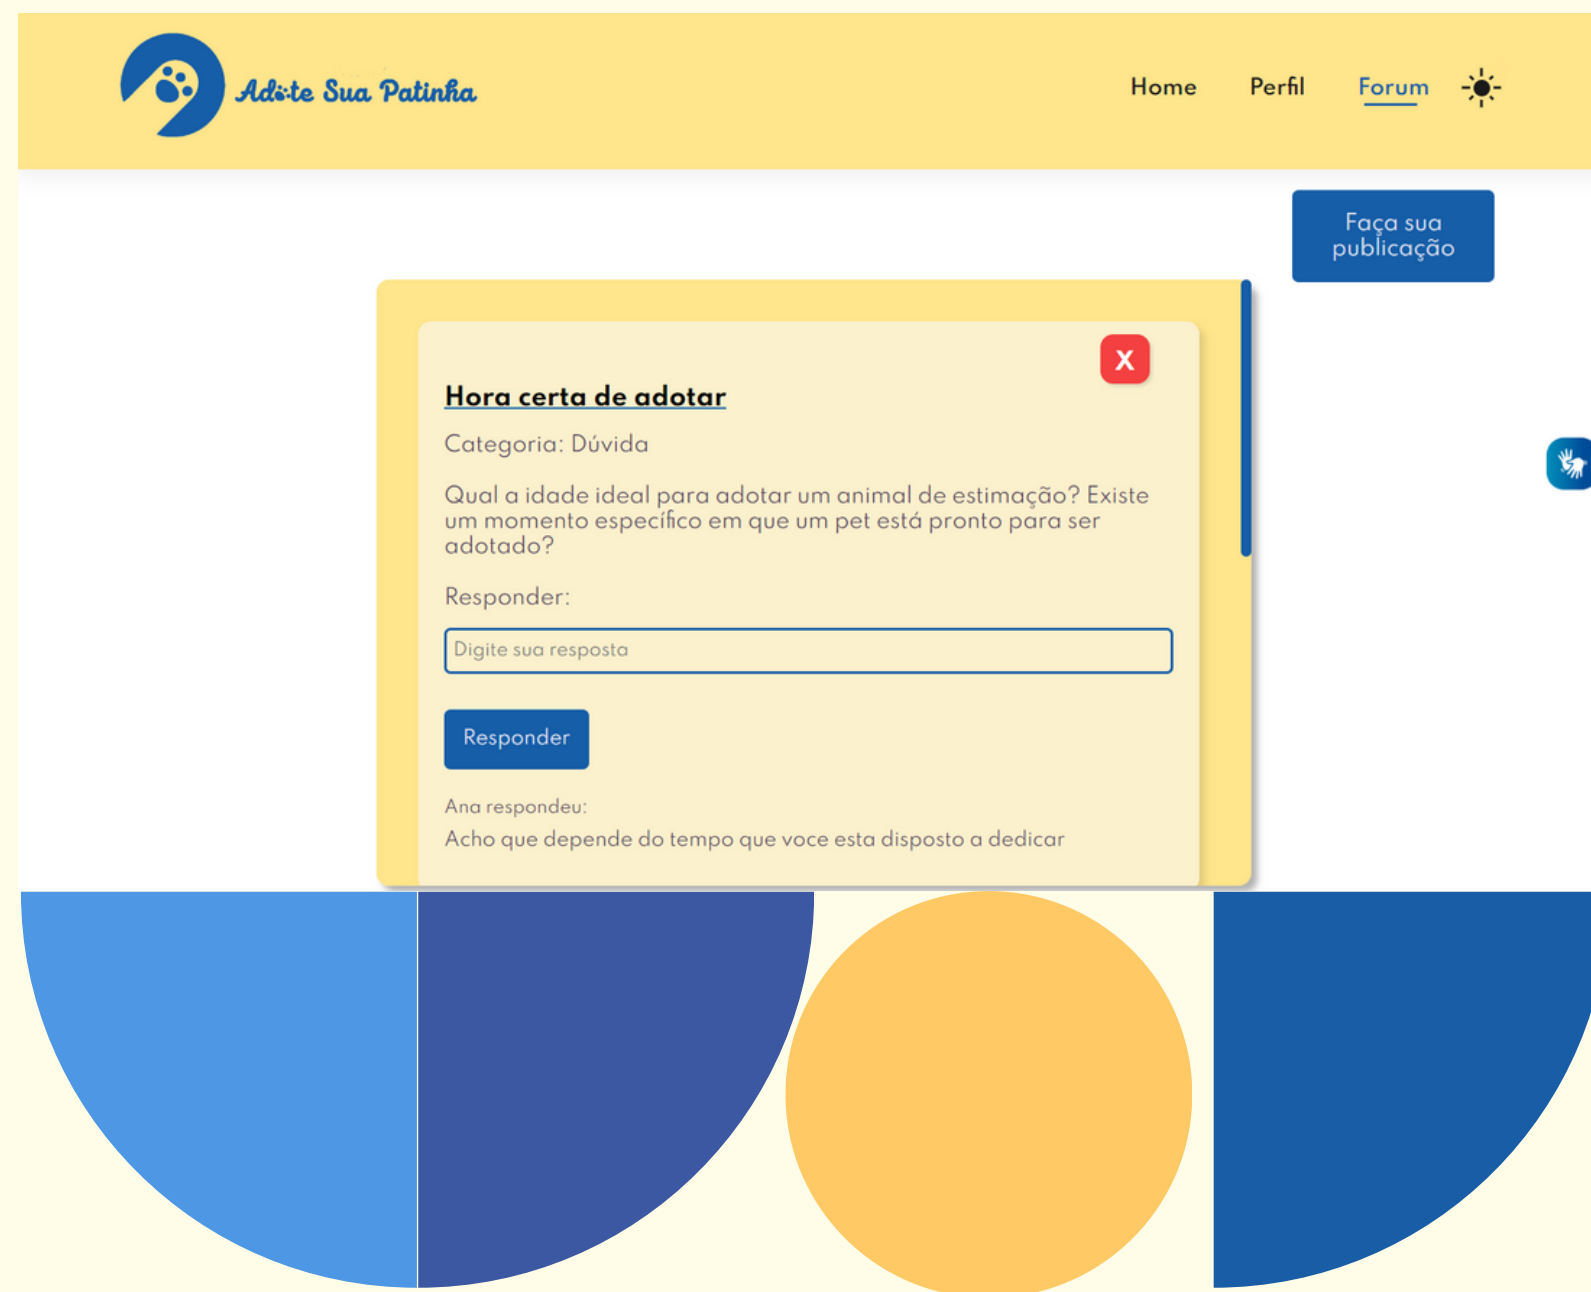 Adote Sua Patinha
Home Perfil Forum
Faça sua
publicação
X
Hora certa de adotar
Categoria: Dúvida
Qual a idade ideal para adotar um animal de estimação? Existe
um momento específico em que um pet está pronto para ser
adotado?
Responder:
Digite sua resposta
Responder
Ana respondeu:
Acho que depende do tempo que voce esta disposto a dedicar